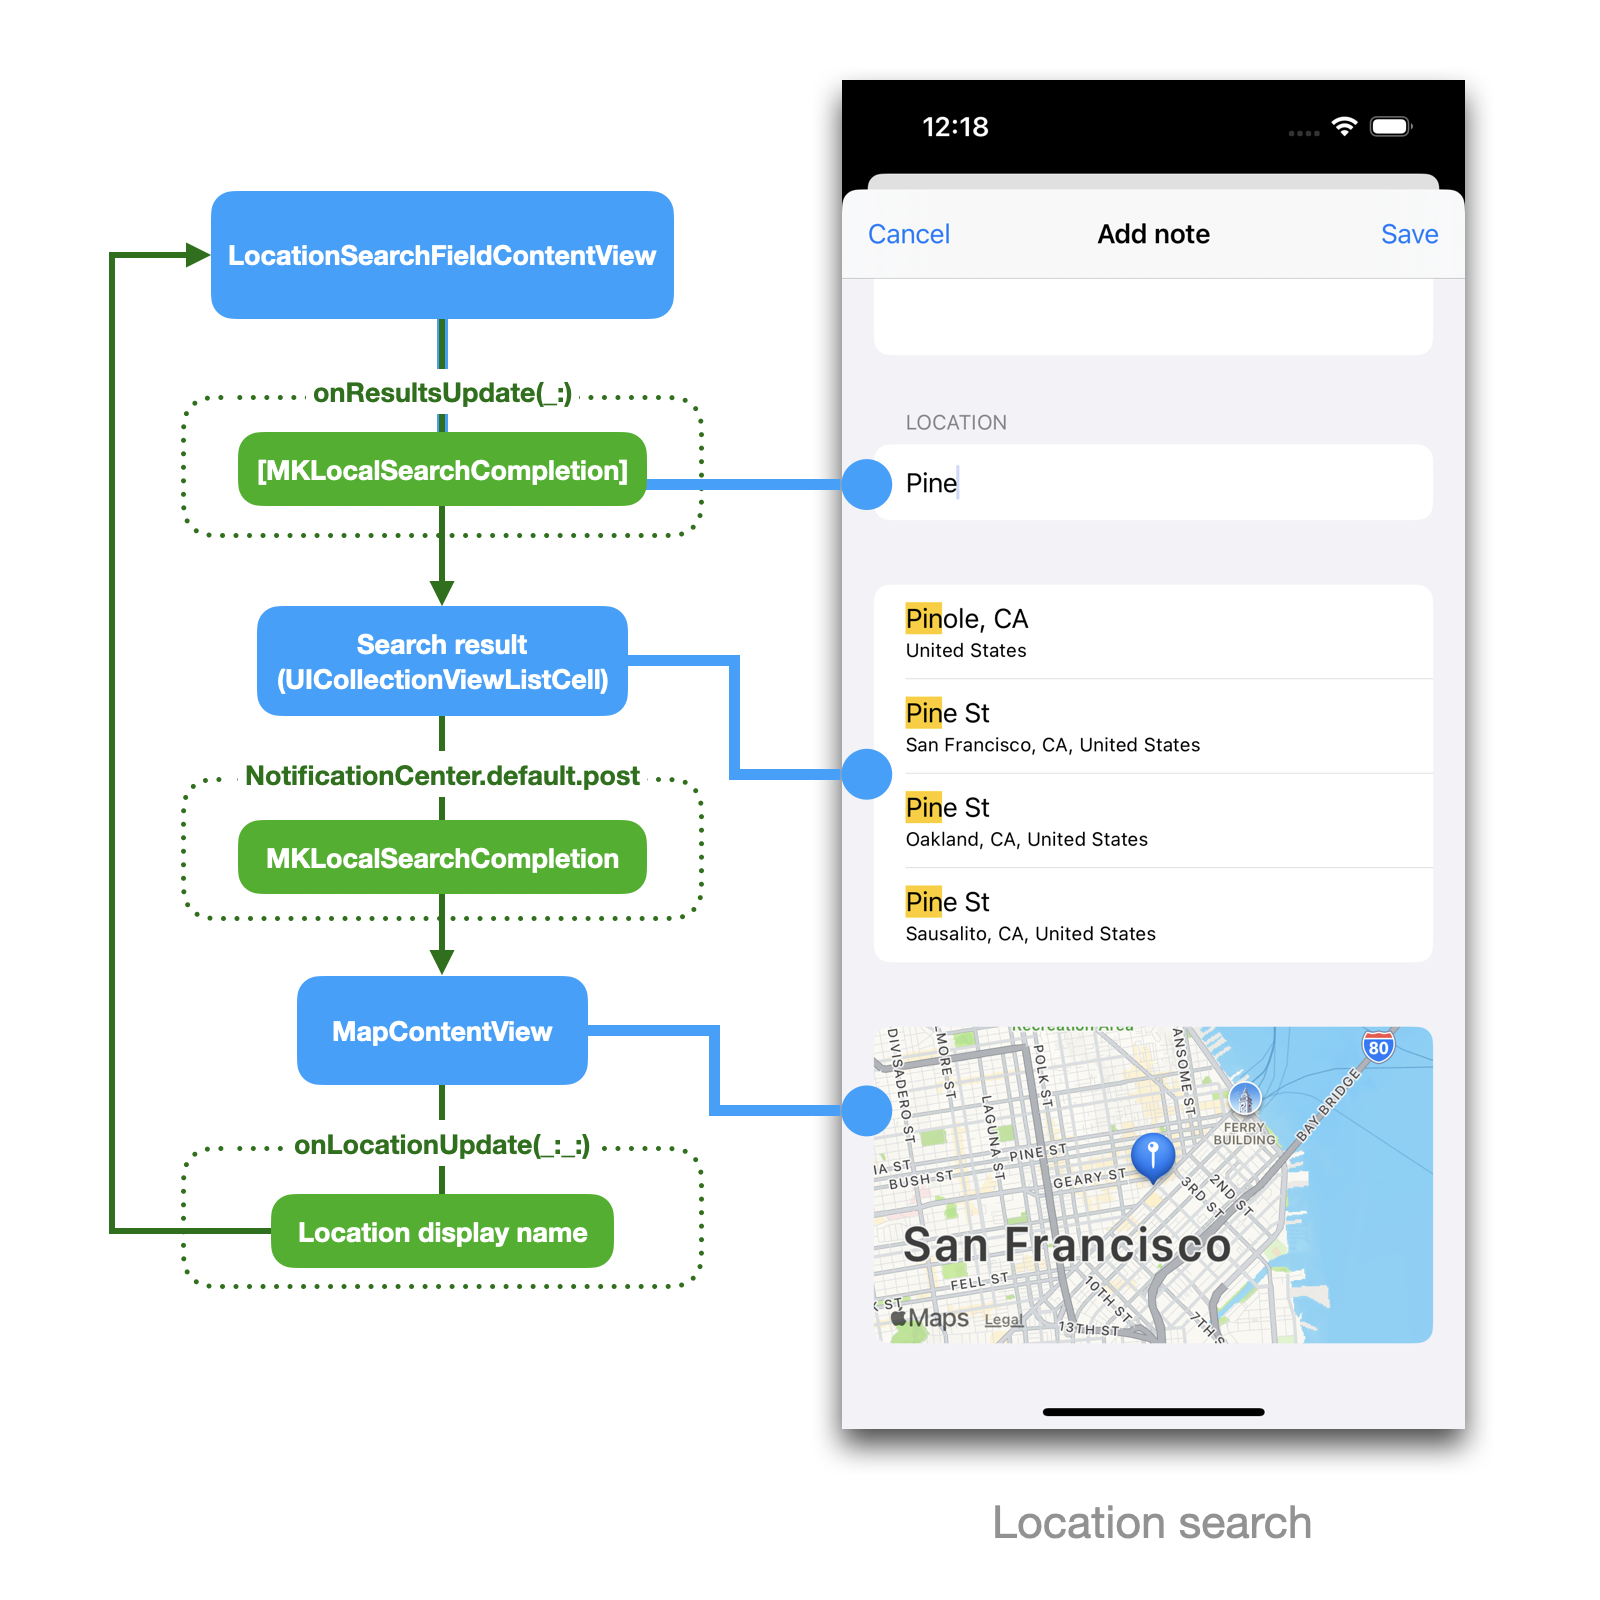 LocationSearchFieldContentView
onResultsUpdate(_:)
[MKLocalSearchCompletion]
Search result
(UICollectionViewListCell)
NotificationCenter.default.post
MKLocalSearchCompletion
MapContentView
onLocationUpdate(_:_:)
Location display name
12:18
Cancel
Add note
Save
LOCATION
Pine
Pinole, CA
United States
Pine St
San Francisco, CA, United States
Pine St
Oakland, CA, United States
Pine St
Sausalito, CA, United States
Recreation Area
DIVISADERO ST
MORE ST
POLK ST
ANSOME ST
80
LAGUNA ST
FERRY
BUILDING
BAY BRIDGE
PINE ST
IA ST
BUSH ST
GEARY ST
3RD ST
2ND ST
San Francisco
FELL ST
10TH ST
K ST
Maps
Legal
13TH ST
7TH S
Location search